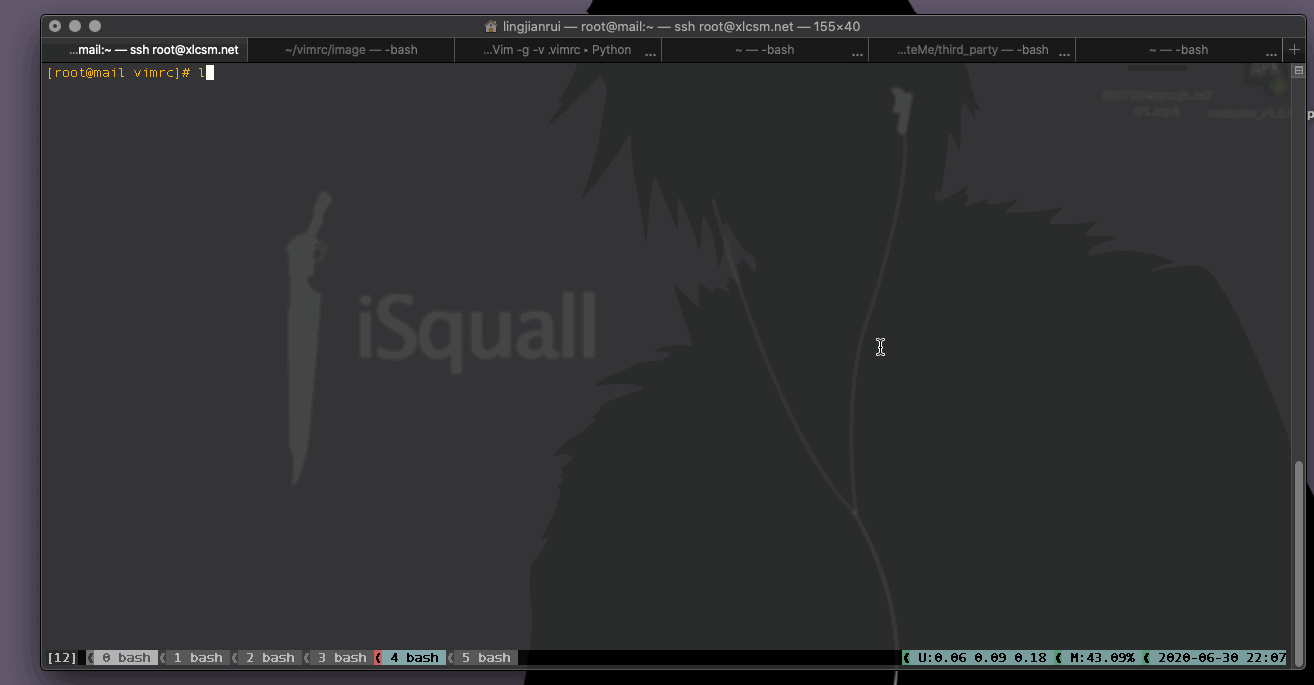 lingjianrui — root@mail:~ — ssh root@xlcsm.net — 155×40
...mail:~ — ssh root@xlcsm.net ~/vimrc/image — -bash ...Vim -g -v .vimrc ▸ Python ... ~ — -bash ... ...teMe/third_party — -bash ... ~ — -bash ... +
[root@mail vimrc]# l
iSquall
[12] 0 bash 1 bash 2 bash 3 bash 4 bash 5 bash U:0.06 0.09 0.18 M:43.09% 2020-06-30 22:07